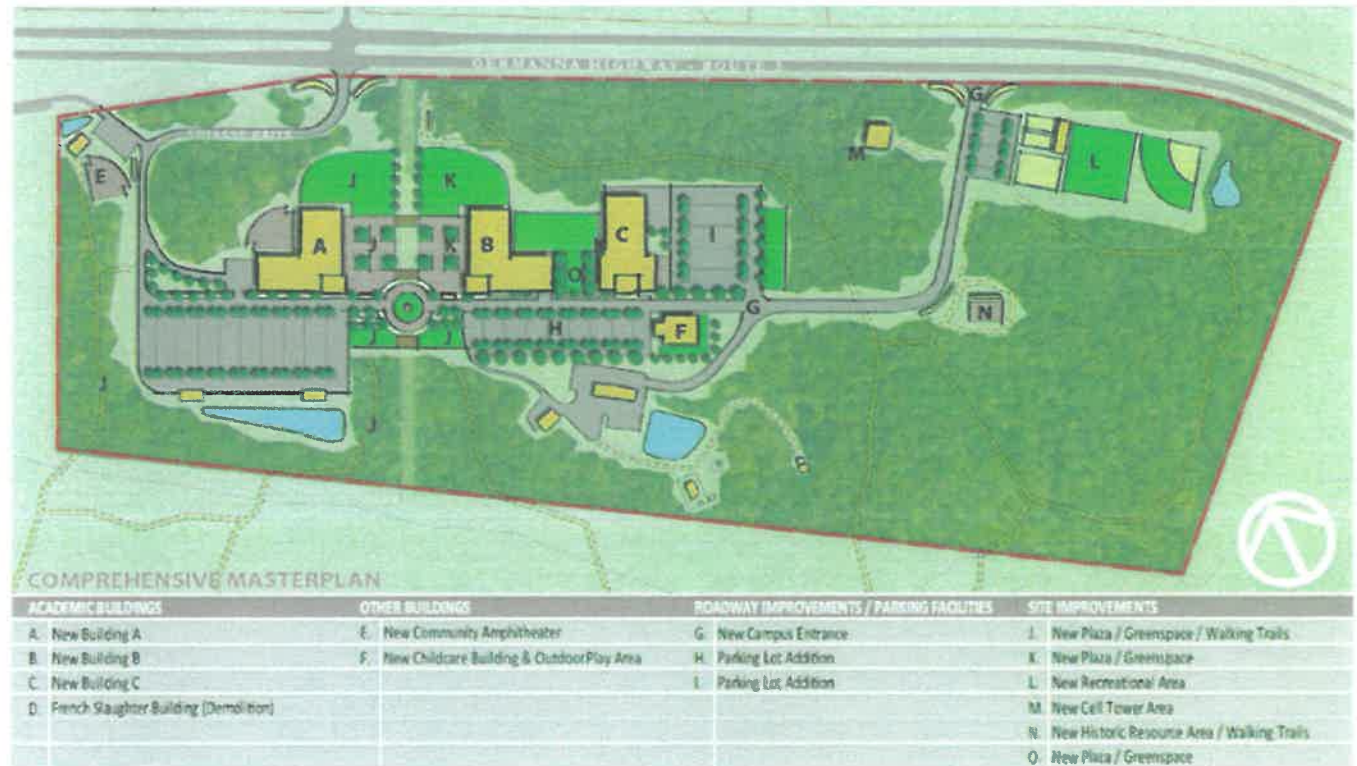 GERMANNA HIGHWAY - ROUTE 3
G
M
E
L
J
K
A
J
K
B
C
I
O
G
N
H
F
J
J
J
J
COMPREHENSIVE MASTERPLAN
ACADEMIC BUILDINGS
A. New Building A
B. New Building B
C. New Building C
D. French Slaughter Building (Demolition)
OTHER BUILDINGS
E. New Community Amphitheater
F. New Childcare Building & Outdoor Play Area
ROADWAY IMPROVEMENTS / PARKING FACILITIES
G. New Campus Entrance
H. Parking Lot Addition
I. Parking Lot Addition
SITE IMPROVEMENTS
J. New Plaza / Greenspace / Walking Trails
K. New Plaza / Greenspace
L. New Recreational Area
M. New Cell Tower Area
N. New Historic Resource Area / Walking Trails
O. New Plaza / Greenspace